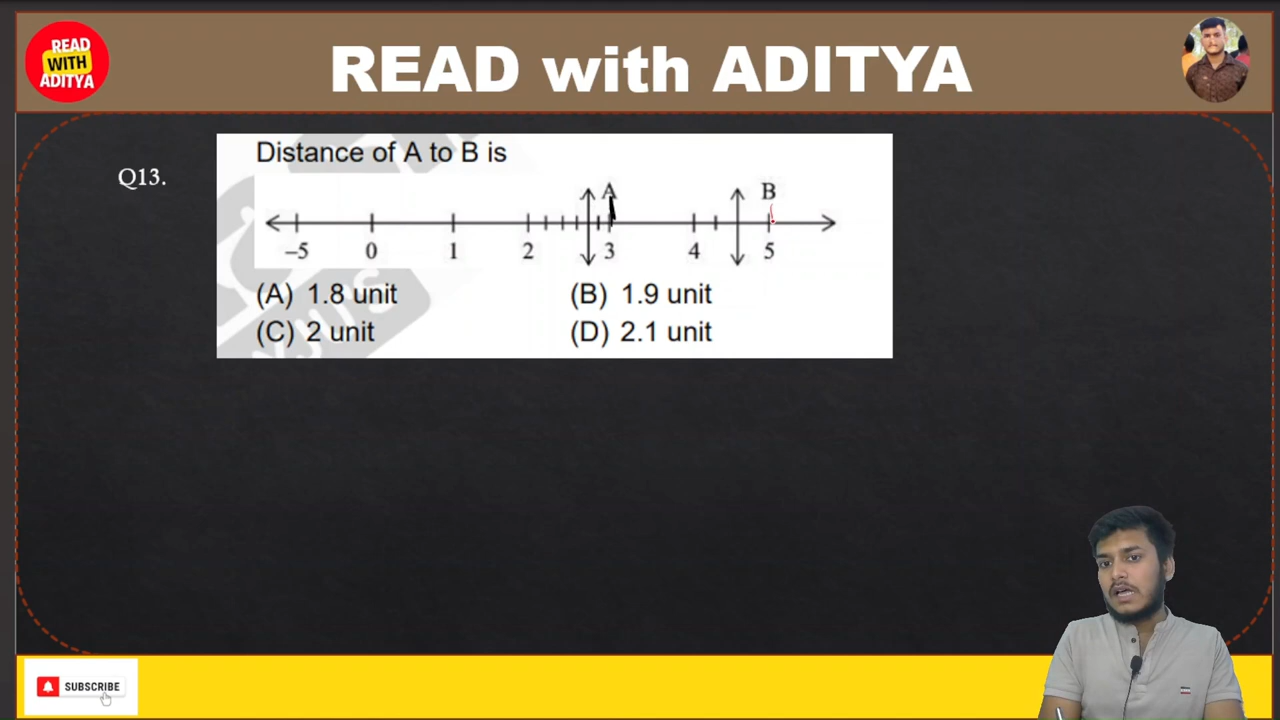 READ
WITH
ADITYA
READ with ADITYA
Q13.
Distance of A to B is
A B
–5 0 1 2 3 4 5
(A) 1.8 unit (B) 1.9 unit
(C) 2 unit (D) 2.1 unit
SUBSCRIBE